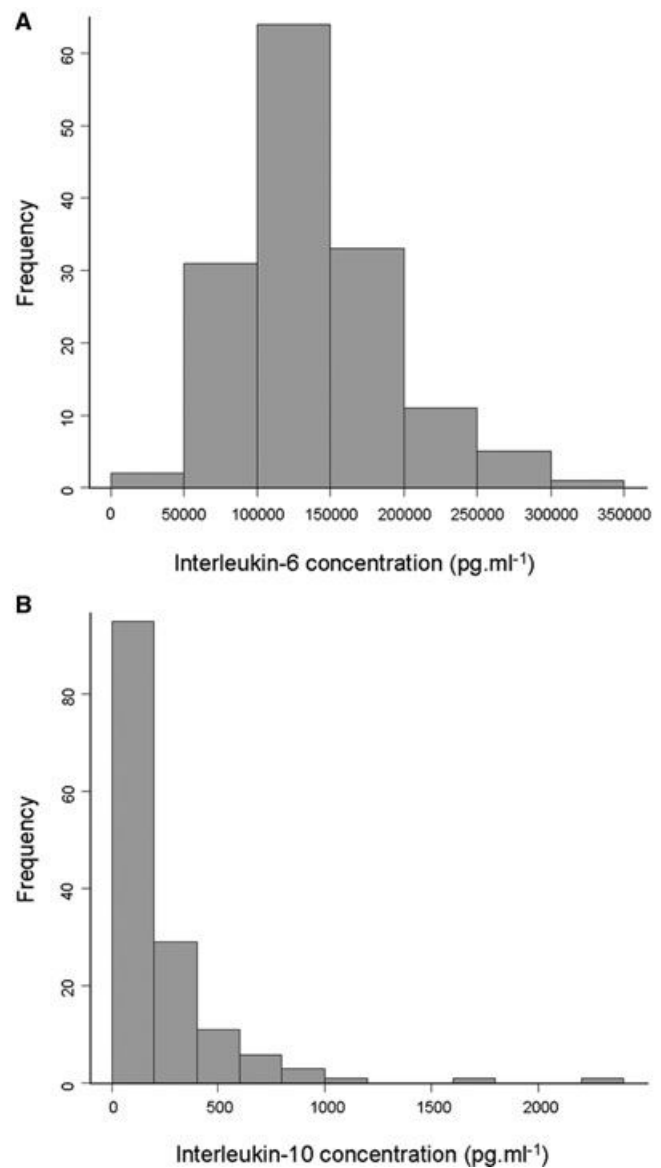 A
Frequency
60
50
40
30
20
10
0
0 50000 100000 150000 200000 250000 300000 350000
Interleukin-6 concentration (pg.ml⁻¹)
B
Frequency
80
60
40
20
0
0 500 1000 1500 2000
Interleukin-10 concentration (pg.ml⁻¹)